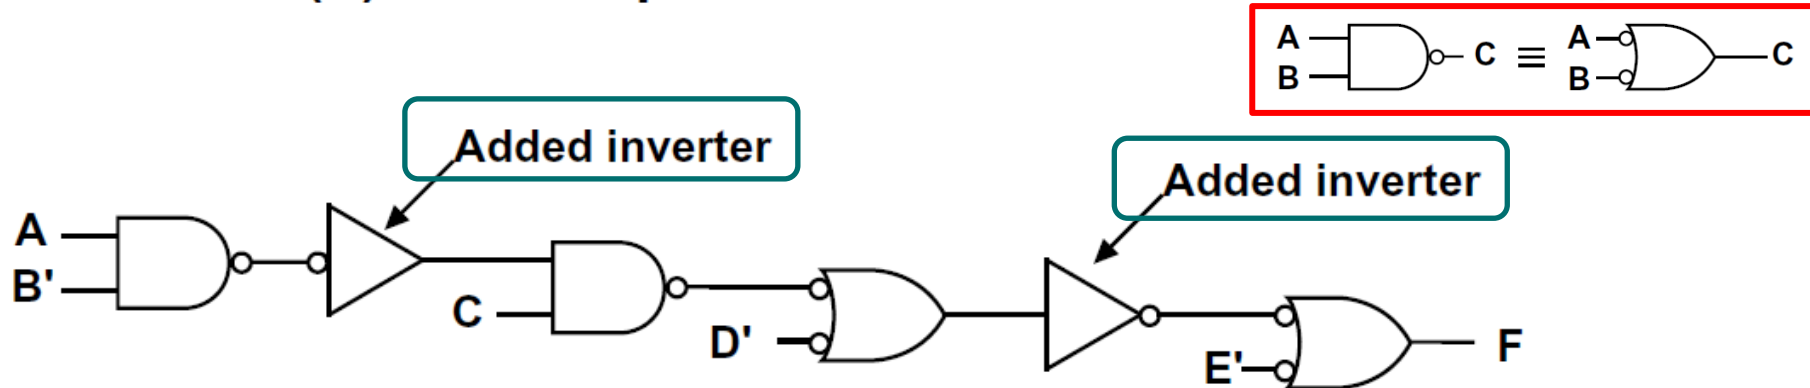 A C ≡ A C
B B
Added inverter
Added inverter
A
B'
C
D'
E'
F